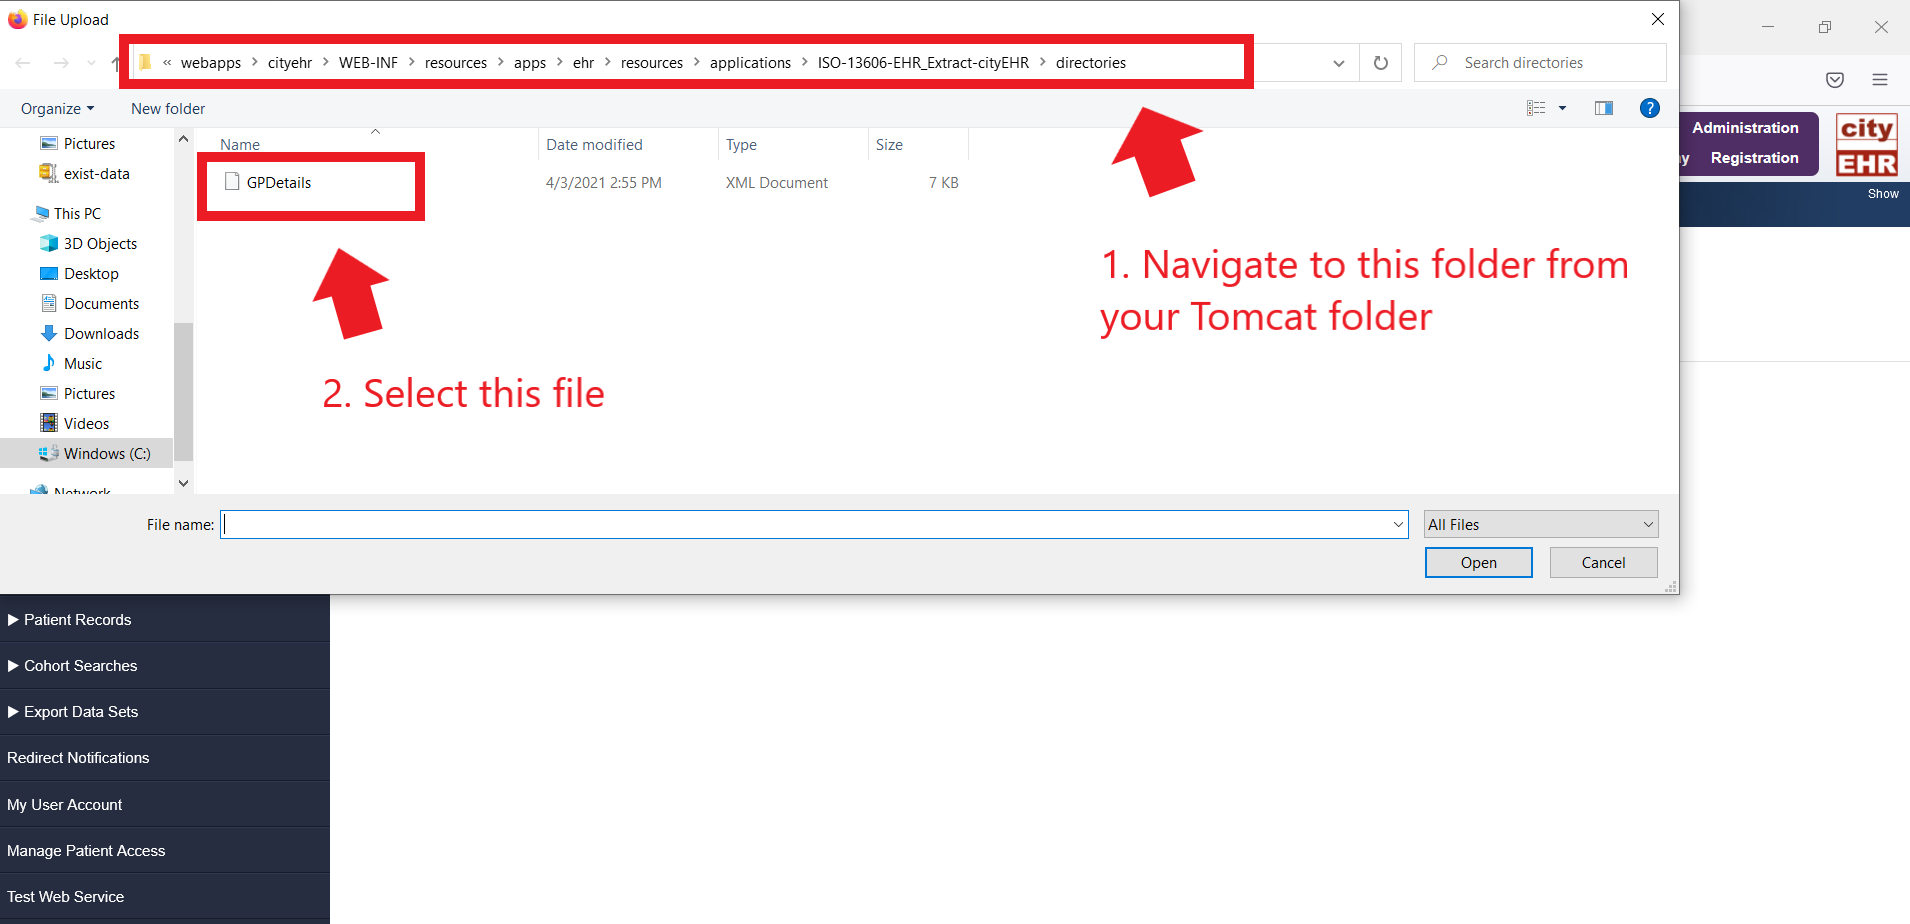 File Upload
« webapps > cityehr > WEB-INF > resources > apps > ehr > resources > applications > ISO-13606-EHR_Extract-cityEHR > directories
Search directories
Organize
New folder
Pictures
exist-data
This PC
3D Objects
Desktop
Documents
Downloads
Music
Pictures
Videos
Windows (C:)
Network
Name Date modified Type Size
GPDetails 4/3/2021 2:55 PM XML Document 7 KB
1. Navigate to this folder from
your Tomcat folder
2. Select this file
File name:
All Files
Open
Cancel
Administration
Registration
city
EHR
Show
Patient Records
Cohort Searches
Export Data Sets
Redirect Notifications
My User Account
Manage Patient Access
Test Web Service